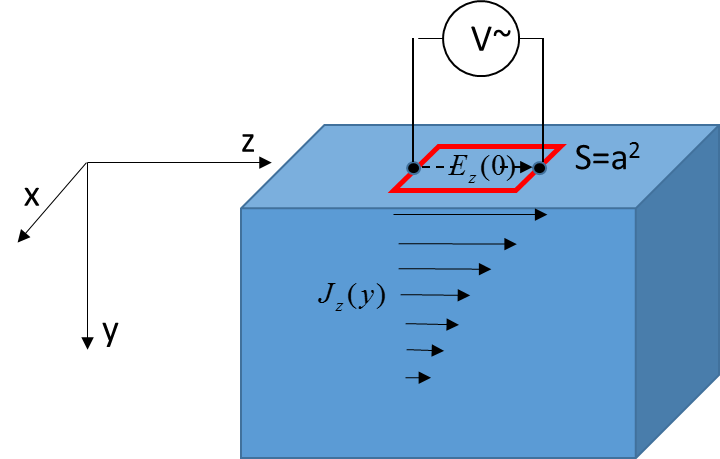 V~
z
S=a²
E_z(0)
x
J_z(y)
y